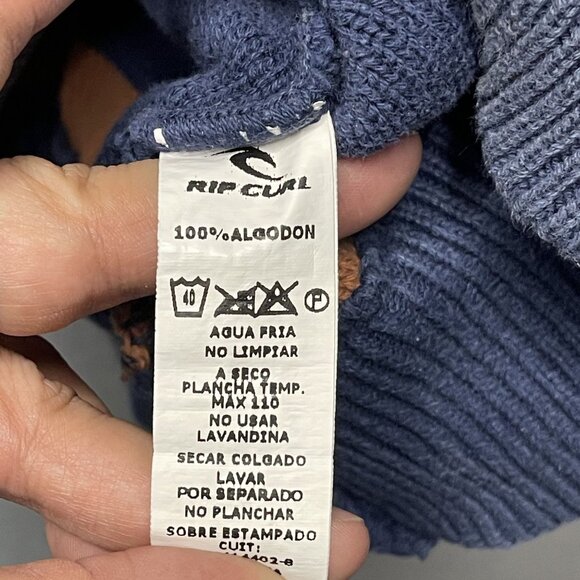 RIP CURL
100%ALGODON
40 P
AGUA FRIA
NO LIMPIAR
A SECO
PLANCHA TEMP.
MAX 110
NO USAR
LAVANDINA
SECAR COLGADO
LAVAR
POR SEPARADO
NO PLANCHAR
SOBRE ESTAMPADO
CUIT: